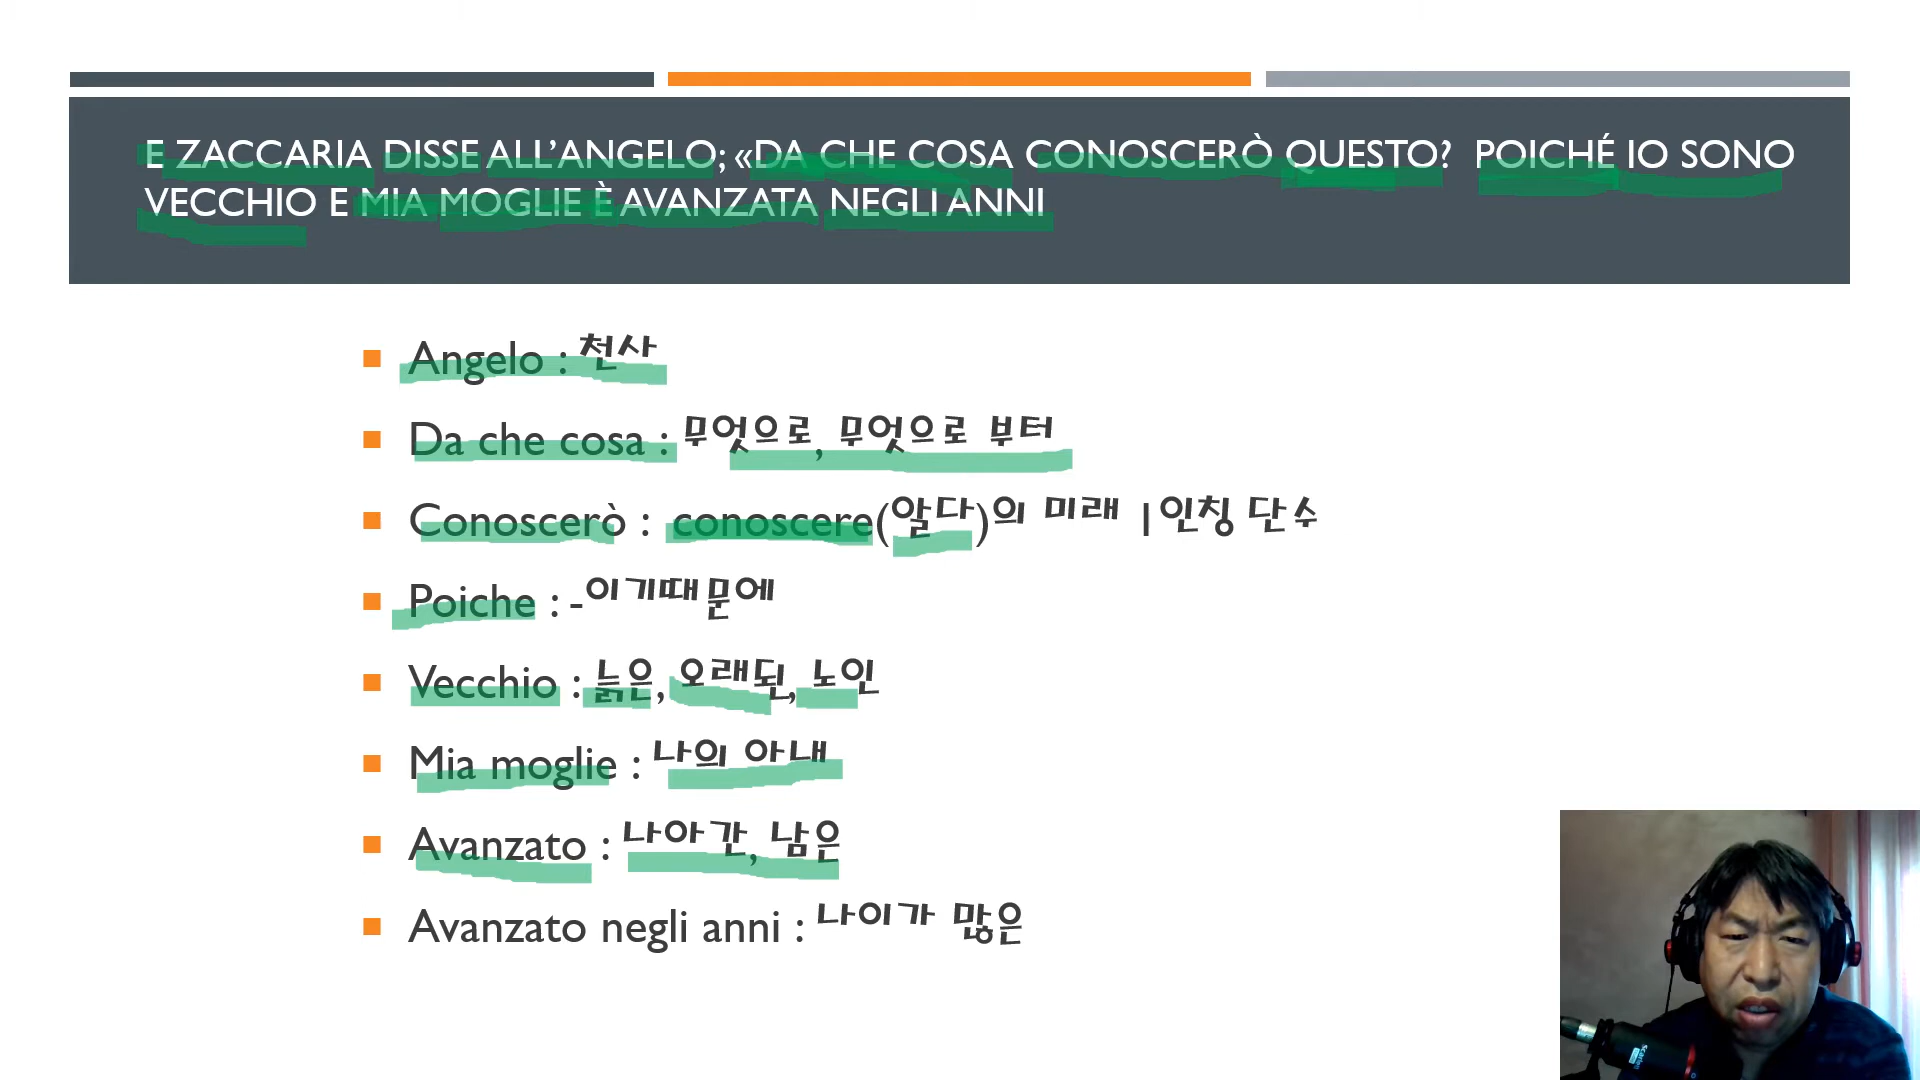 E ZACCARIA DISSE ALL’ANGELO; «DA CHE COSA CONOSCERÒ QUESTO? POICHÉ IO SONO
VECCHIO E MIA MOGLIE È AVANZATA NEGLI ANNI
Angelo : 천사
Da che cosa : 무엇으로, 무엇으로 부터
Conoscerò : conoscere(알다)의 미래 1인칭 단수
Poiche : -이기때문에
Vecchio : 늙은, 오래된, 노인
Mia moglie : 나의 아내
Avanzato : 나아간, 남은
Avanzato negli anni : 나이가 많은